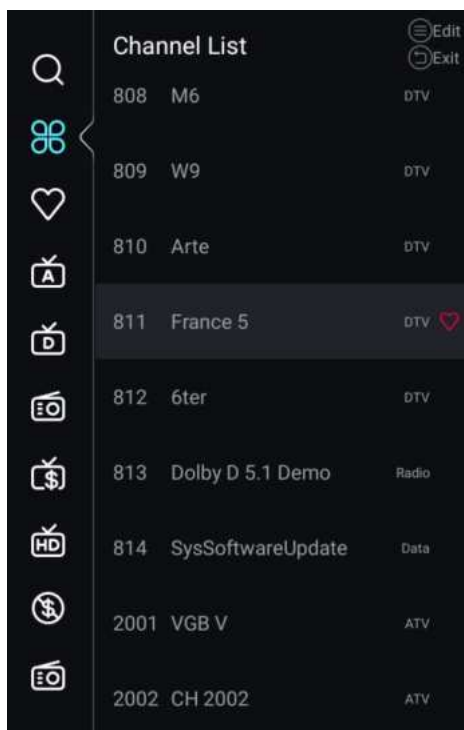 Channel List
Edit
Exit
808 M6 DTV
809 W9 DTV
810 Arte DTV
A
811 France 5 DTV
D
812 6ter DTV
813 Dolby D 5.1 Demo Radio
$
814 SysSoftwareUpdate Data
HD
2001 VGB V ATV
$
2002 CH 2002 ATV